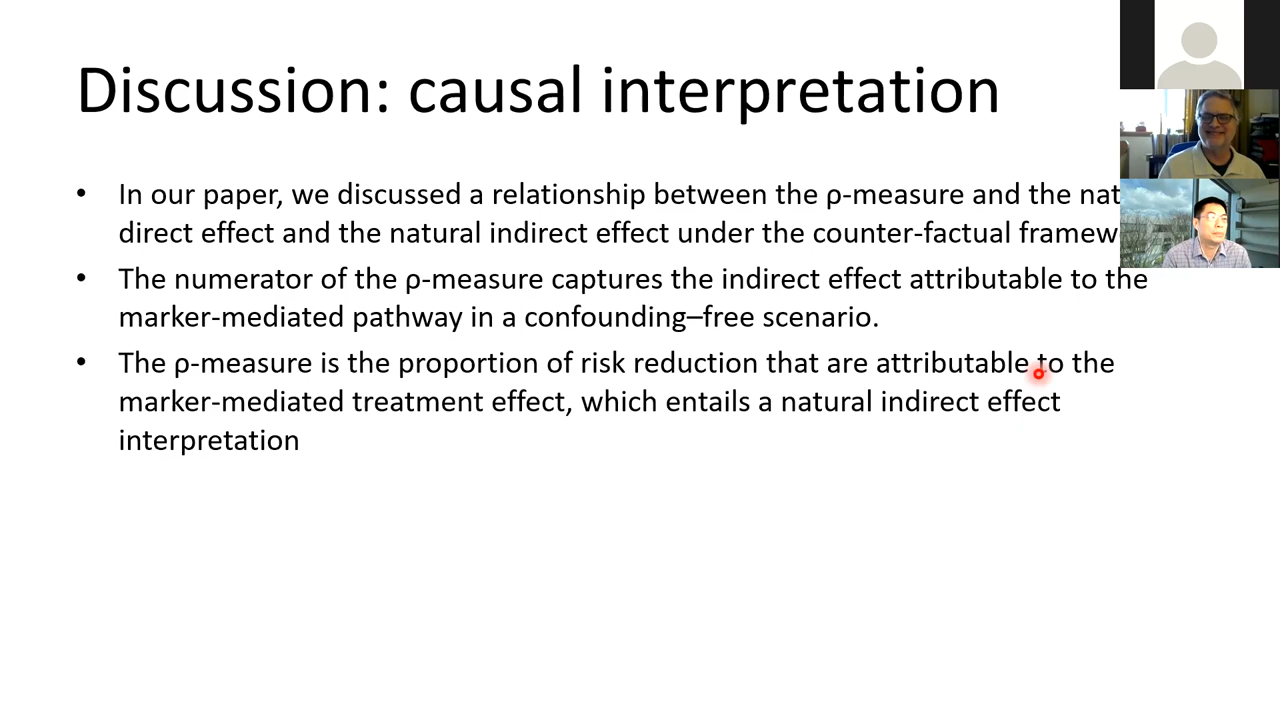 Discussion: causal interpretation
• In our paper, we discussed a relationship between the ρ-measure and the
direct effect and the natural indirect effect under the counter-factual
• The numerator of the ρ-measure captures the indirect effect attributable to the
marker-mediated pathway in a confounding–free scenario.
• The ρ-measure is the proportion of risk reduction that are attributable to the
marker-mediated treatment effect, which entails a natural indirect effect
interpretation